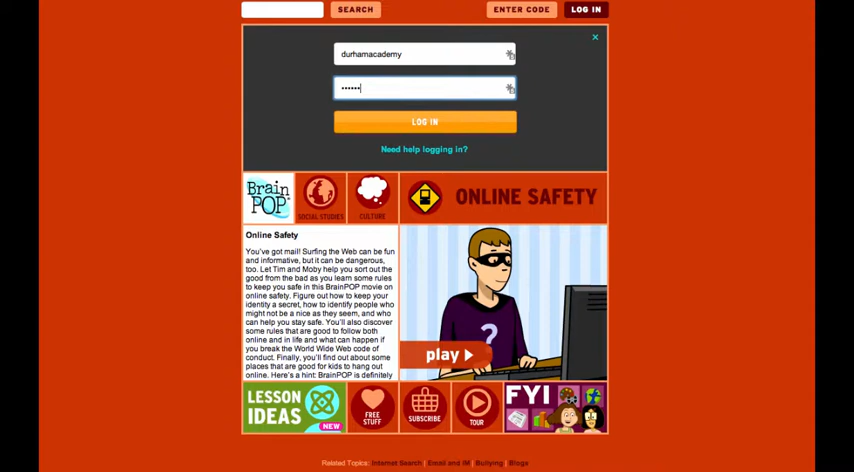 SEARCH
ENTER CODE
LOG IN
durhamacademy
LOG IN
Need help logging in?
Brain POP
SOCIAL STUDIES
CULTURE
ONLINE SAFETY
Online Safety
You've got mail! Surfing the Web can be fun
and informative, but it can be dangerous,
too. Let Tim and Moby help you sort out the
good from the bad as you learn some rules
to keep you safe in this BrainPOP movie on
online safety. Figure out how to keep your
identity a secret, how to identify people who
might not be a nice as they seem, and who
can help you stay safe. You'll also discover
some rules that are good to follow both
online and in life and what can happen if
you break the World Wide Web code of
conduct. Finally, you'll find out about some
places that are good for kids to hang out
online. Here's a hint: BrainPOP is definitely
?
play
LESSON
IDEAS
NEW
FREE
STUFF
SUBSCRIBE
TOUR
FYI
Related Topics: Internet Search | Email and IM | Bullying | Blogs